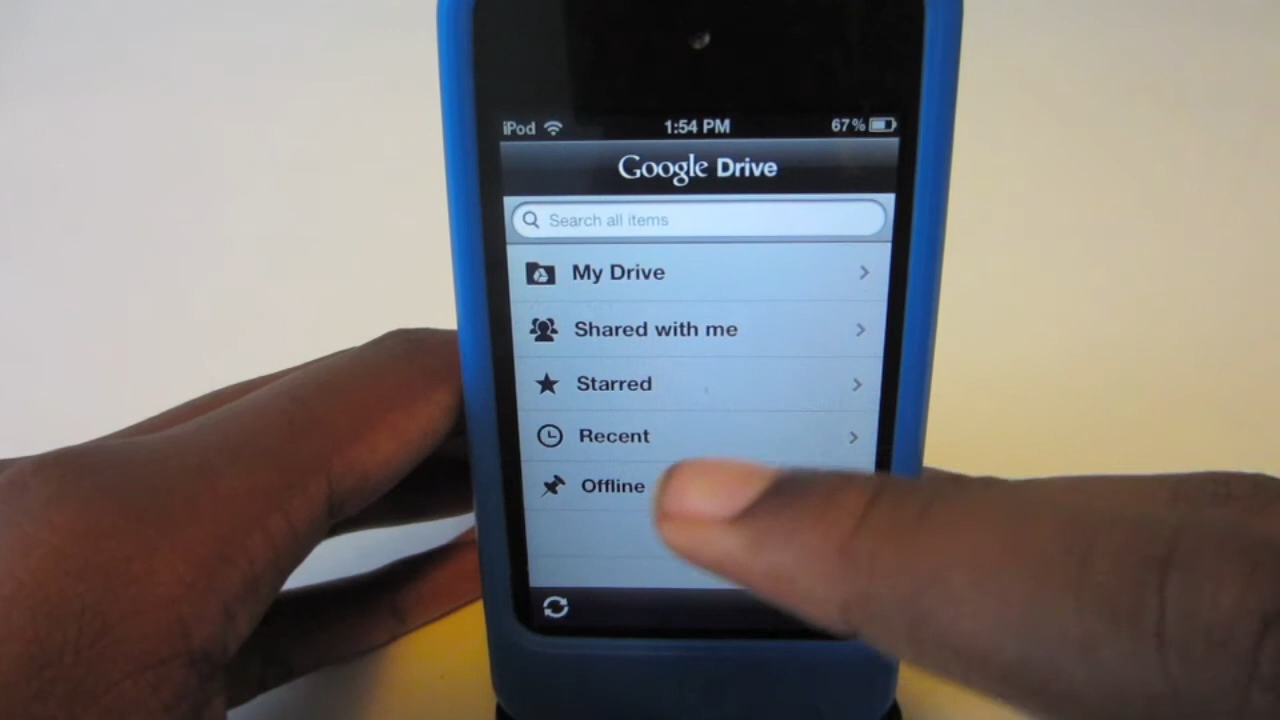 iPod 1:54 PM 67%
Google Drive
Search all items
My Drive
Shared with me
Starred
Recent
Offline